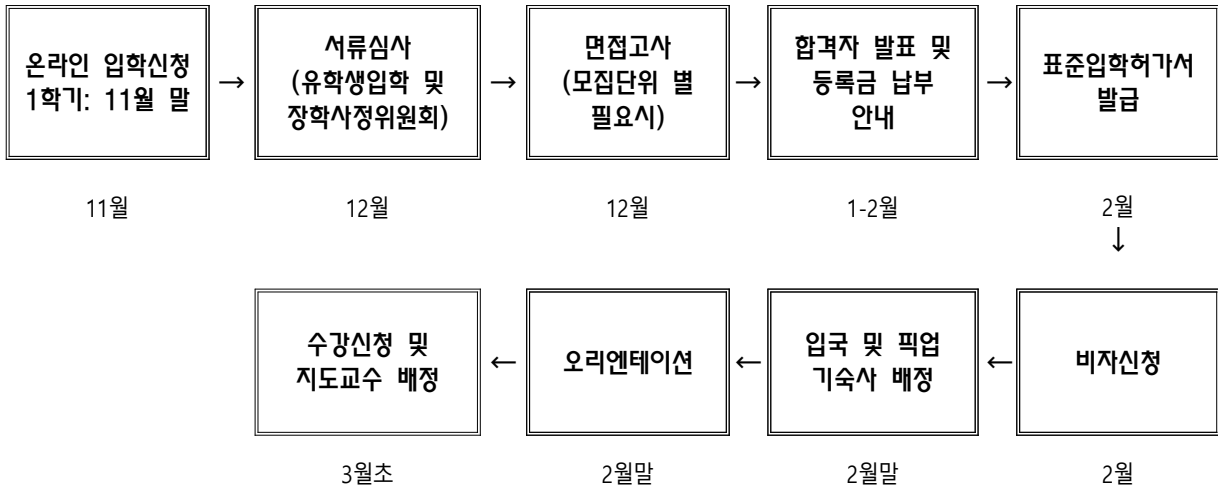 온라인 입학신청
1학기: 11월 말
→
서류심사
(유학생입학 및
장학사정위원회)
→
면접고사
(모집단위 별
필요시)
→
합격자 발표 및
등록금 납부
안내
→
표준입학허가서
발급
11월
12월
12월
1-2월
2월
↓
비자신청
←
입국 및 픽업
기숙사 배정
←
오리엔테이션
←
수강신청 및
지도교수 배정
2월
2월말
2월말
3월초